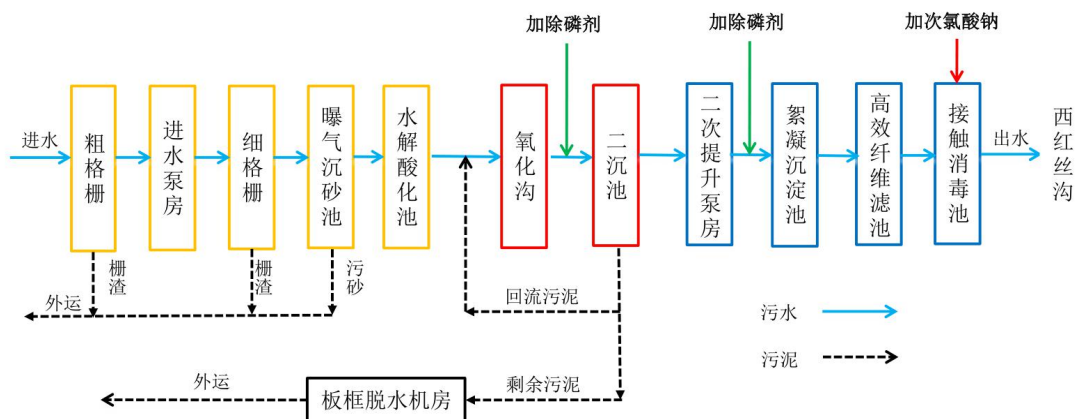 加除磷剂
加除磷剂
加次氯酸钠
进水
粗格栅
进水泵房
细格栅
曝气沉砂池
水解酸化池
氧化沟
二沉池
二次提升泵房
絮凝沉淀池
高效纤维滤池
接触消毒池
出水
西红丝沟
栅渣
栅渣
污砂
外运
回流污泥
污水
污泥
外运
板框脱水机房
剩余污泥